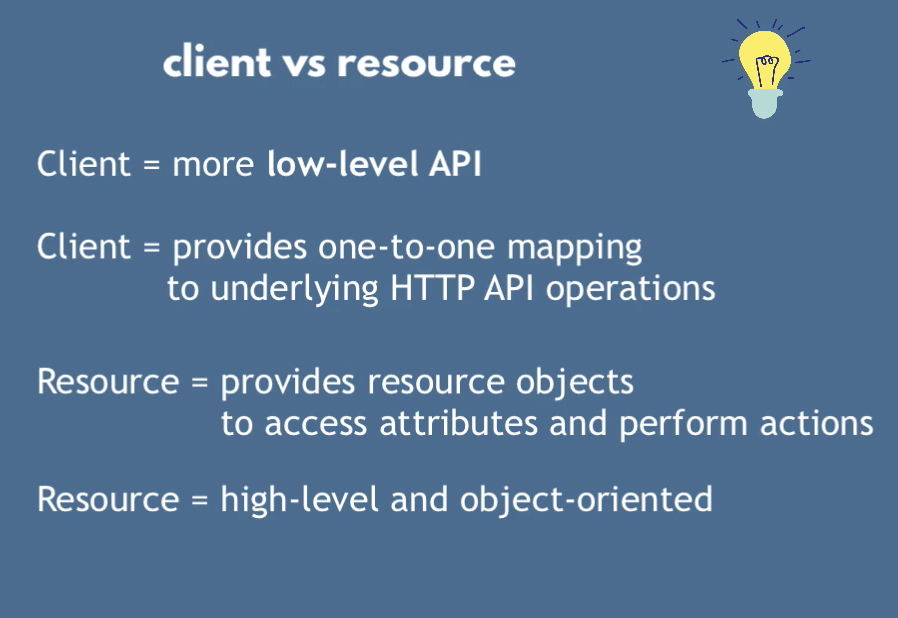 client vs resource
Client = more low-level API
Client = provides one-to-one mapping
to underlying HTTP API operations
Resource = provides resource objects
to access attributes and perform actions
Resource = high-level and object-oriented